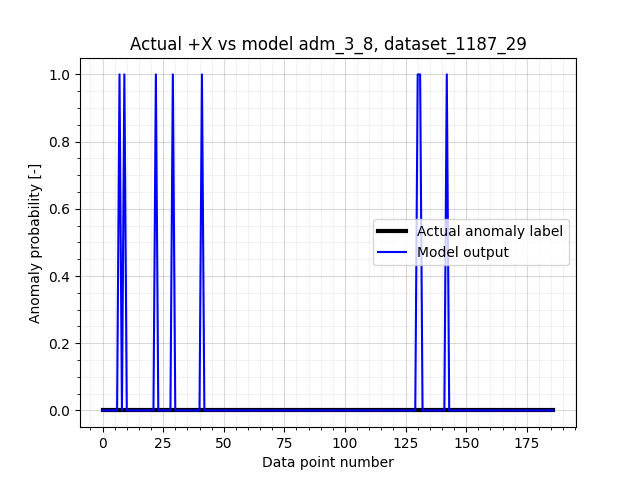 Actual +X vs model adm_3_8, dataset_1187_29
Anomaly probability [-]
1.0
0.8
0.6
0.4
0.2
0.0
Actual anomaly label
Model output
0 25 50 75 100 125 150 175
Data point number